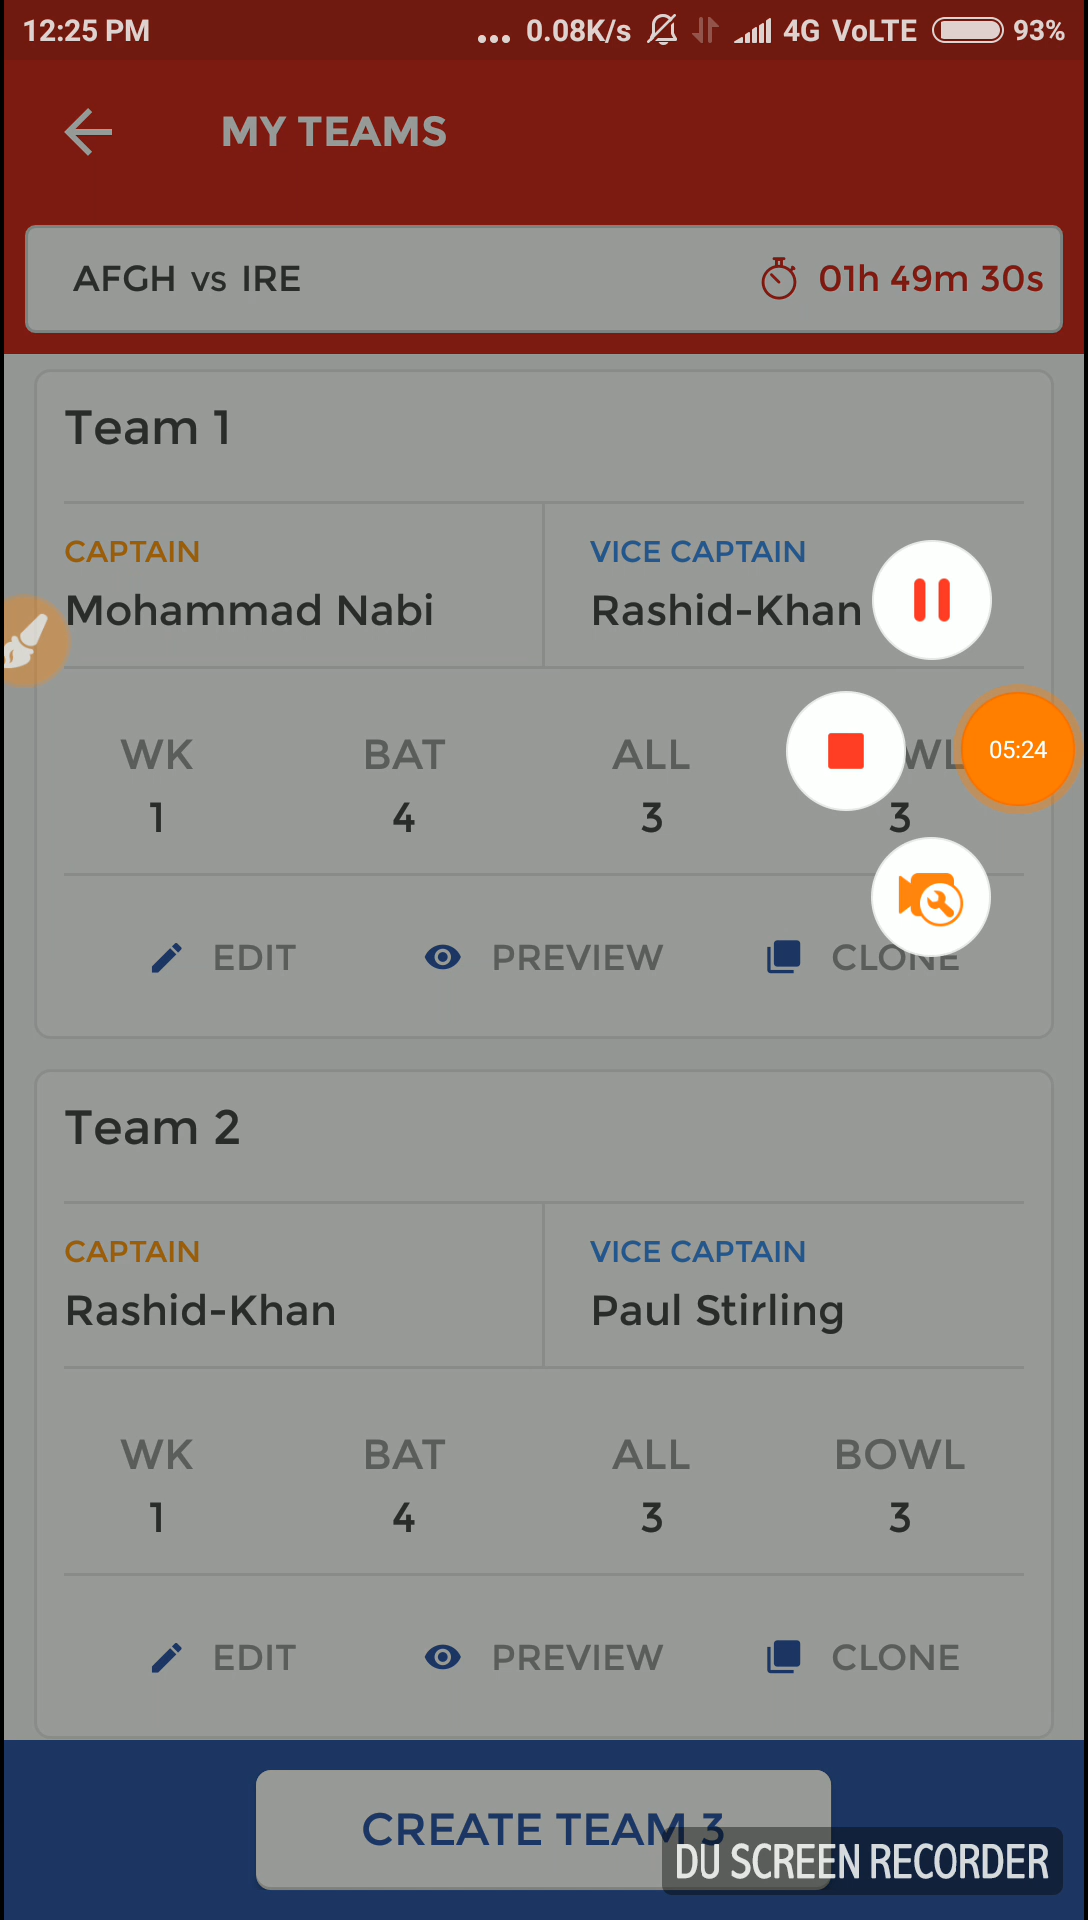 12:25 PM ... 0.08K/s 4G VoLTE 93%
MY TEAMS
AFGH vs IRE 01h 49m 30s
Team 1
CAPTAIN VICE CAPTAIN
Mohammad Nabi Rashid-Khan
WK BAT ALL WL 05:24
1 4 3 3
EDIT PREVIEW CLONE
Team 2
CAPTAIN VICE CAPTAIN
Rashid-Khan Paul Stirling
WK BAT ALL BOWL
1 4 3 3
EDIT PREVIEW CLONE
CREATE TEAM 3
DU SCREEN RECORDER